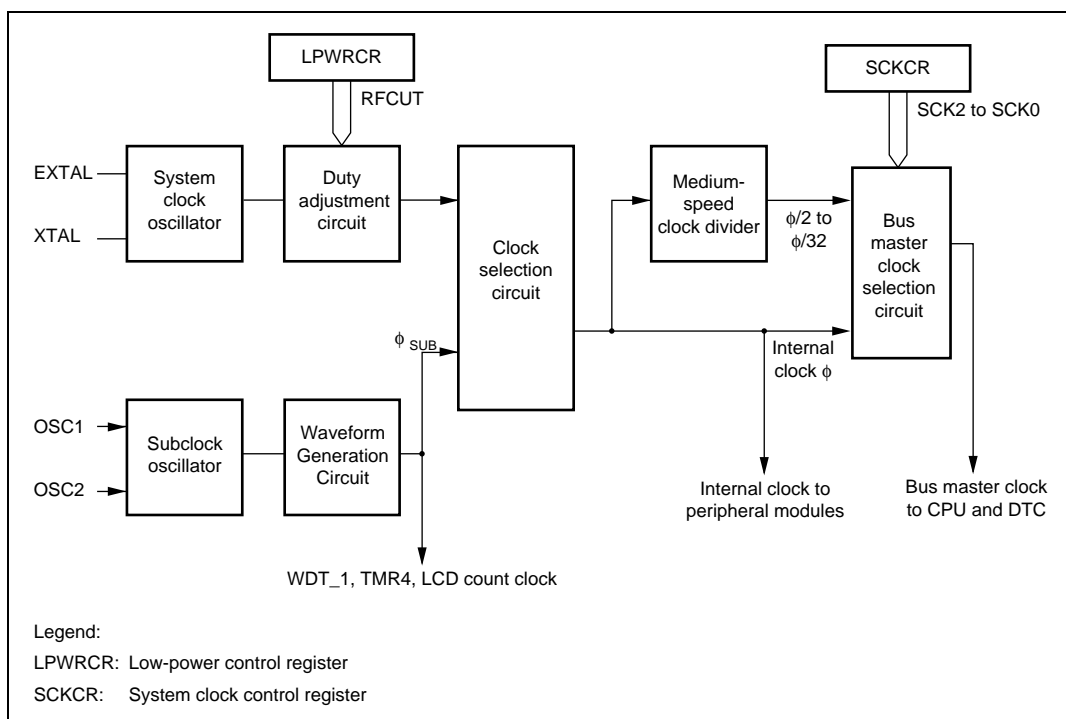 LPWRCR
RFCUT
SCKCR
SCK2 to SCK0
EXTAL
XTAL
System
clock
oscillator
Duty
adjustment
circuit
Clock
selection
circuit
Medium-
speed
clock divider
ϕ/2 to
ϕ/32
Bus
master
clock
selection
circuit
ϕ SUB
Internal
clock ϕ
OSC1
OSC2
Subclock
oscillator
Waveform
Generation
Circuit
Internal clock to
peripheral modules
Bus master clock
to CPU and DTC
WDT_1, TMR4, LCD count clock
Legend:
LPWRCR: Low-power control register
SCKCR: System clock control register